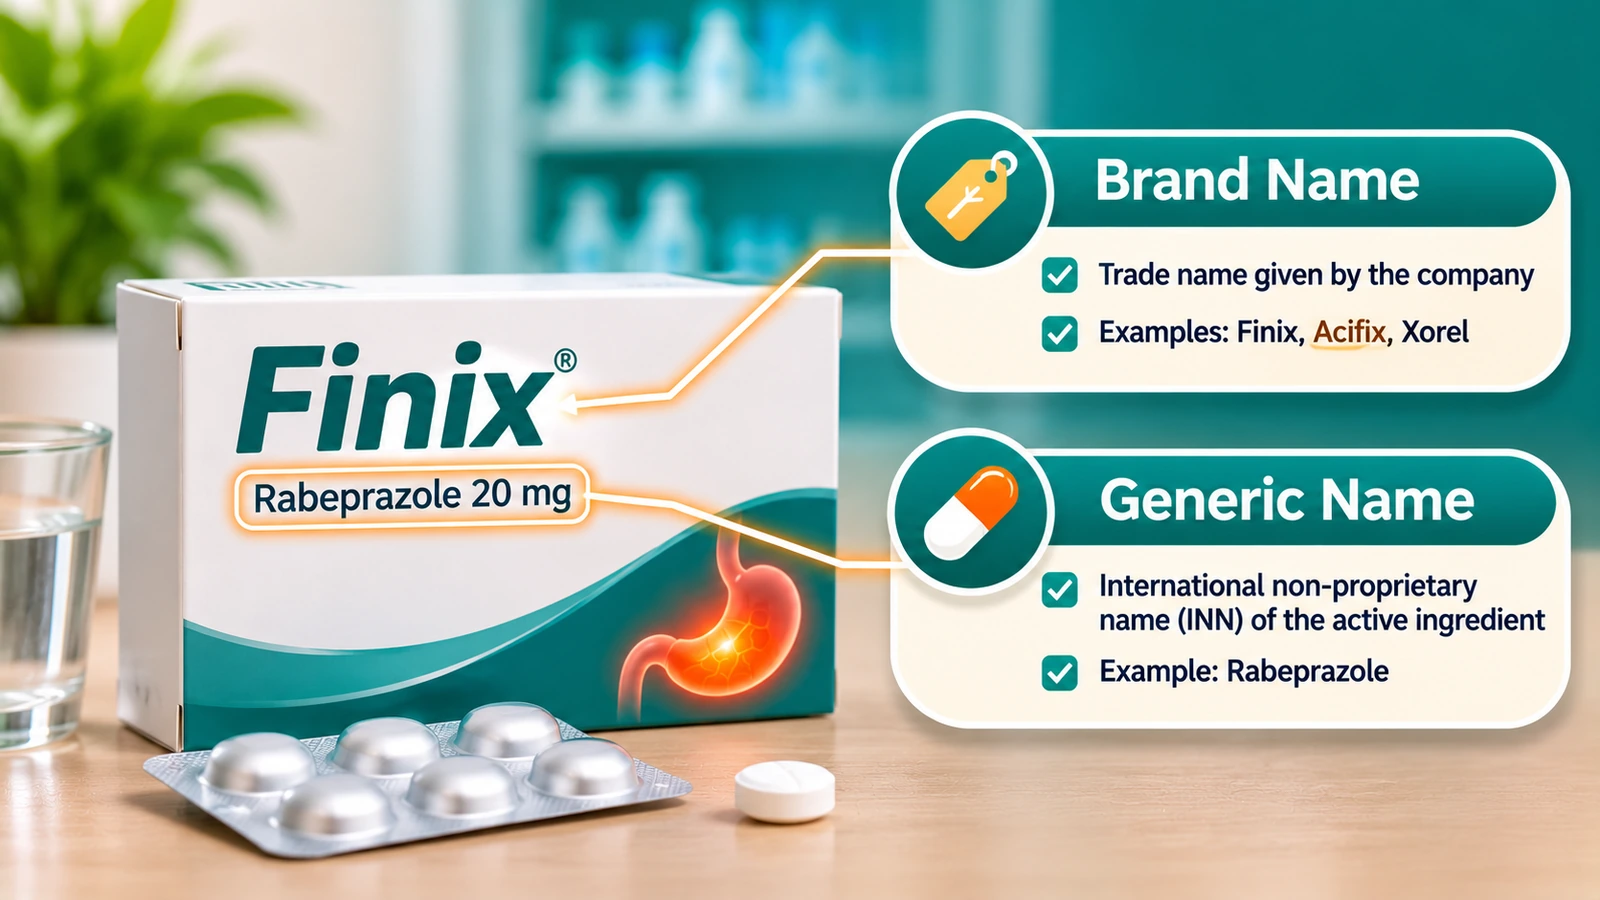 Finix®
Rabeprazole 20 mg
Brand Name
Trade name given by the company
Examples: Finix, Acifix, Xorel
Generic Name
International non-proprietary
name (INN) of the active ingredient
Example: Rabeprazole